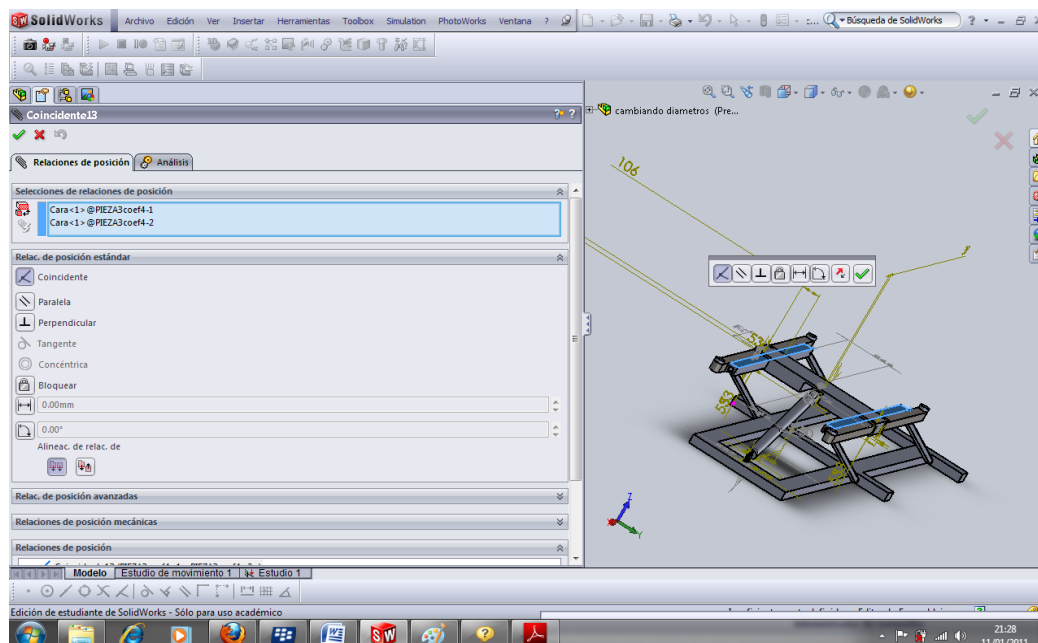 SolidWorks Archivo Edición Ver Insertar Herramientas Toolbox Simulation PhotoWorks Ventana ? Búsqueda de SolidWorks ?
Coincidente13
cambiando diametros (Pre...
Relaciones de posición Análisis
Selecciones de relaciones de posición
Cara<1>@PIEZA3coef4-1
Cara<1>@PIEZA3coef4-2
Relac. de posición estándar
Coincidente
Paralela
Perpendicular
Tangente
Concéntrica
Bloquear
0.00mm
0.00°
Alineac. de relac. de
Relac. de posición avanzadas
Relaciones de posición mecánicas
Relaciones de posición
106
593
Z
Modelo Estudio de movimiento 1 Estudio 1
Edición de estudiante de SolidWorks - Sólo para uso académico
21:28
11/01/2011